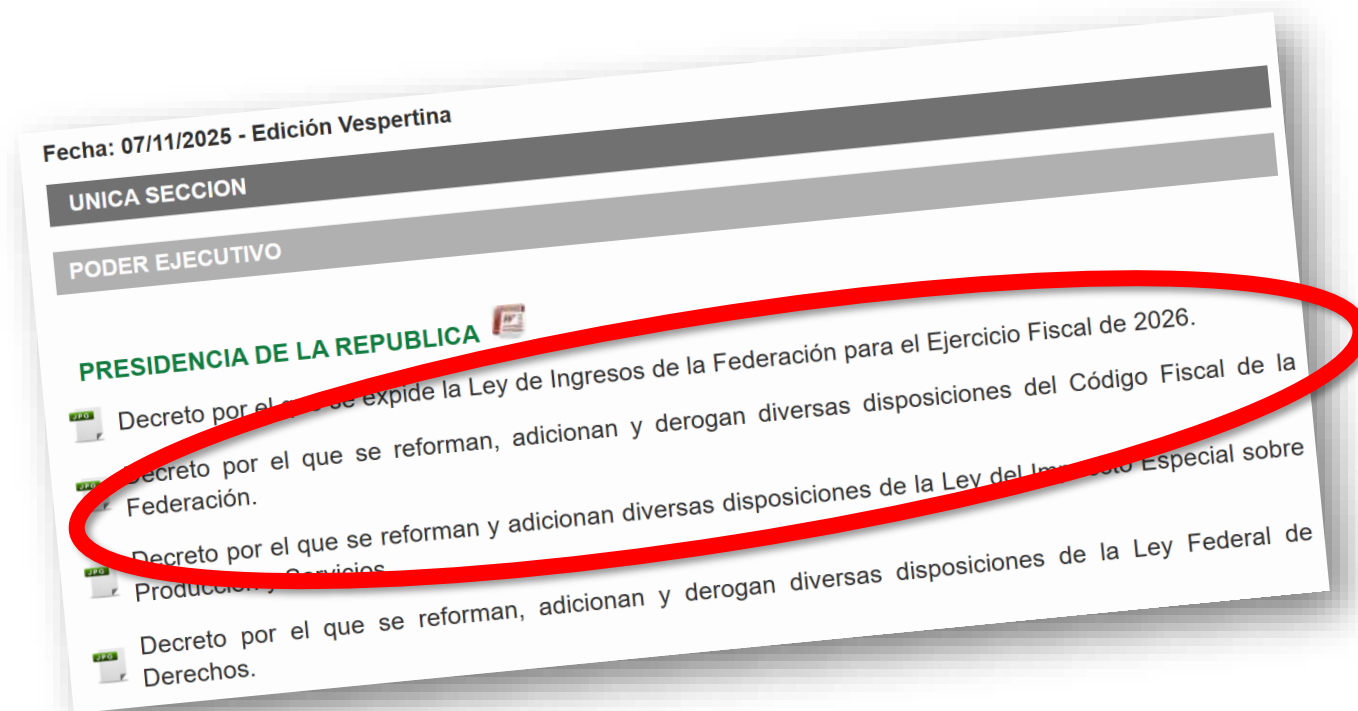 Fecha: 07/11/2025 - Edición Vespertina
UNICA SECCION
PODER EJECUTIVO
PRESIDENCIA DE LA REPUBLICA
Decreto por el que se expide la Ley de Ingresos de la Federación para el Ejercicio Fiscal de 2026.
Decreto por el que se reforman, adicionan y derogan diversas disposiciones del Código Fiscal de la
Federación.
Decreto por el que se reforman y adicionan diversas disposiciones de la Ley del Impuesto Especial sobre
Producción y Servicios.
Decreto por el que se reforman, adicionan y derogan diversas disposiciones de la Ley Federal de
Derechos.
JPG
JPG
JPG
JPG